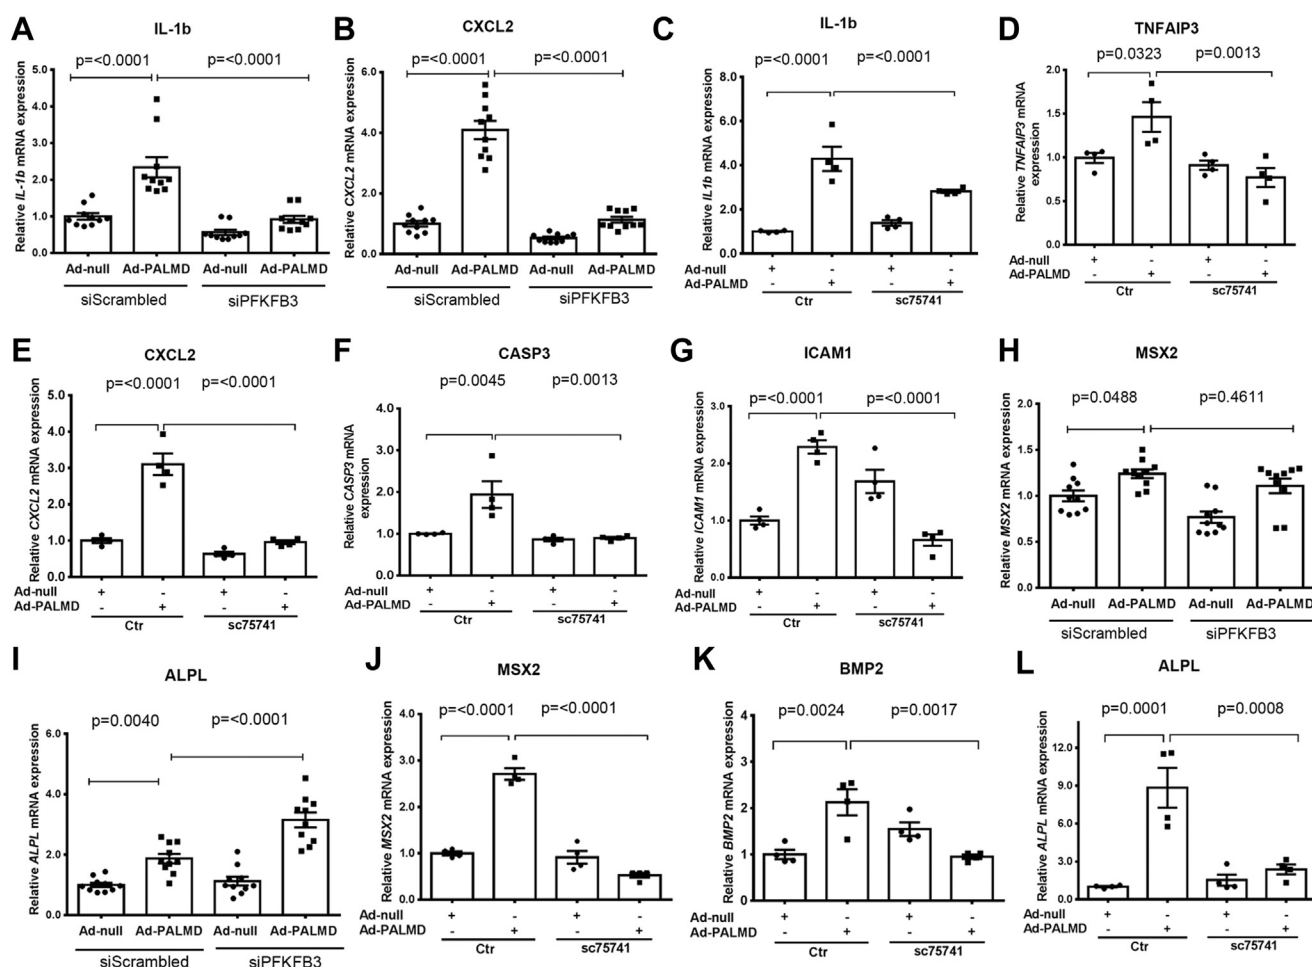 A
IL-1b
p=<0.0001 p=<0.0001
Relative IL-1b mRNA expression
5.0
4.0
3.0
2.0
1.0
0.0
Ad-null Ad-PALMD Ad-null Ad-PALMD
siScrambled siPFKFB3
B
CXCL2
p=<0.0001 p=<0.0001
Relative CXCL2 mRNA expression
6.0
4.0
2.0
0.0
Ad-null Ad-PALMD Ad-null Ad-PALMD
siScrambled siPFKFB3
C
IL-1b
p=<0.0001 p=<0.0001
Relative IL1b mRNA expression
8.0
6.0
4.0
2.0
0.0
Ad-null + - + -
Ad-PALMD - + - +
Ctr sc75741
D
TNFAIP3
p=0.0323 p=0.0013
Relative TNFAIP3 mRNA
expression
2.0
1.5
1.0
0.5
0.0
Ad-null + - + -
Ad-PALMD - + - +
Ctr sc75741
E
CXCL2
p=<0.0001 p=<0.0001
Relative CXCL2 mRNA expression
5.0
4.0
3.0
2.0
1.0
0.0
Ad-null + - + -
Ad-PALMD - + - +
Ctr sc75741
F
CASP3
p=0.0045 p=0.0013
Relative CASP3 mRNA
expression
4.0
3.0
2.0
1.0
0.0
Ad-null + - + -
Ad-PALMD - + - +
Ctr sc75741
G
ICAM1
p=<0.0001 p=<0.0001
Relative ICAM1 mRNA expression
3.0
2.0
1.0
0.0
Ad-null + - + -
Ad-PALMD - + - +
Ctr sc75741
H
MSX2
p=0.0488 p=0.4611
Relative MSX2 mRNA expression
2.0
1.5
1.0
0.5
0.0
Ad-null Ad-PALMD Ad-null Ad-PALMD
siScrambled siPFKFB3
I
ALPL
p=0.0040 p=<0.0001
Relative ALPL mRNA expression
6.0
4.0
2.0
0.0
Ad-null Ad-PALMD Ad-null Ad-PALMD
siScrambled siPFKFB3
J
MSX2
p=<0.0001 p=<0.0001
Relative MSX2 mRNA expression
4.0
3.0
2.0
1.0
0.0
Ad-null + - + -
Ad-PALMD - + - +
Ctr sc75741
K
BMP2
p=0.0024 p=0.0017
Relative BMP2 mRNA expression
4.0
3.0
2.0
1.0
0.0
Ad-null + - + -
Ad-PALMD - + - +
Ctr sc75741
L
ALPL
p=0.0001 p=0.0008
Relative ALPL mRNA expression
12.0
9.0
6.0
3.0
0.0
Ad-null + - + -
Ad-PALMD - + - +
Ctr sc75741